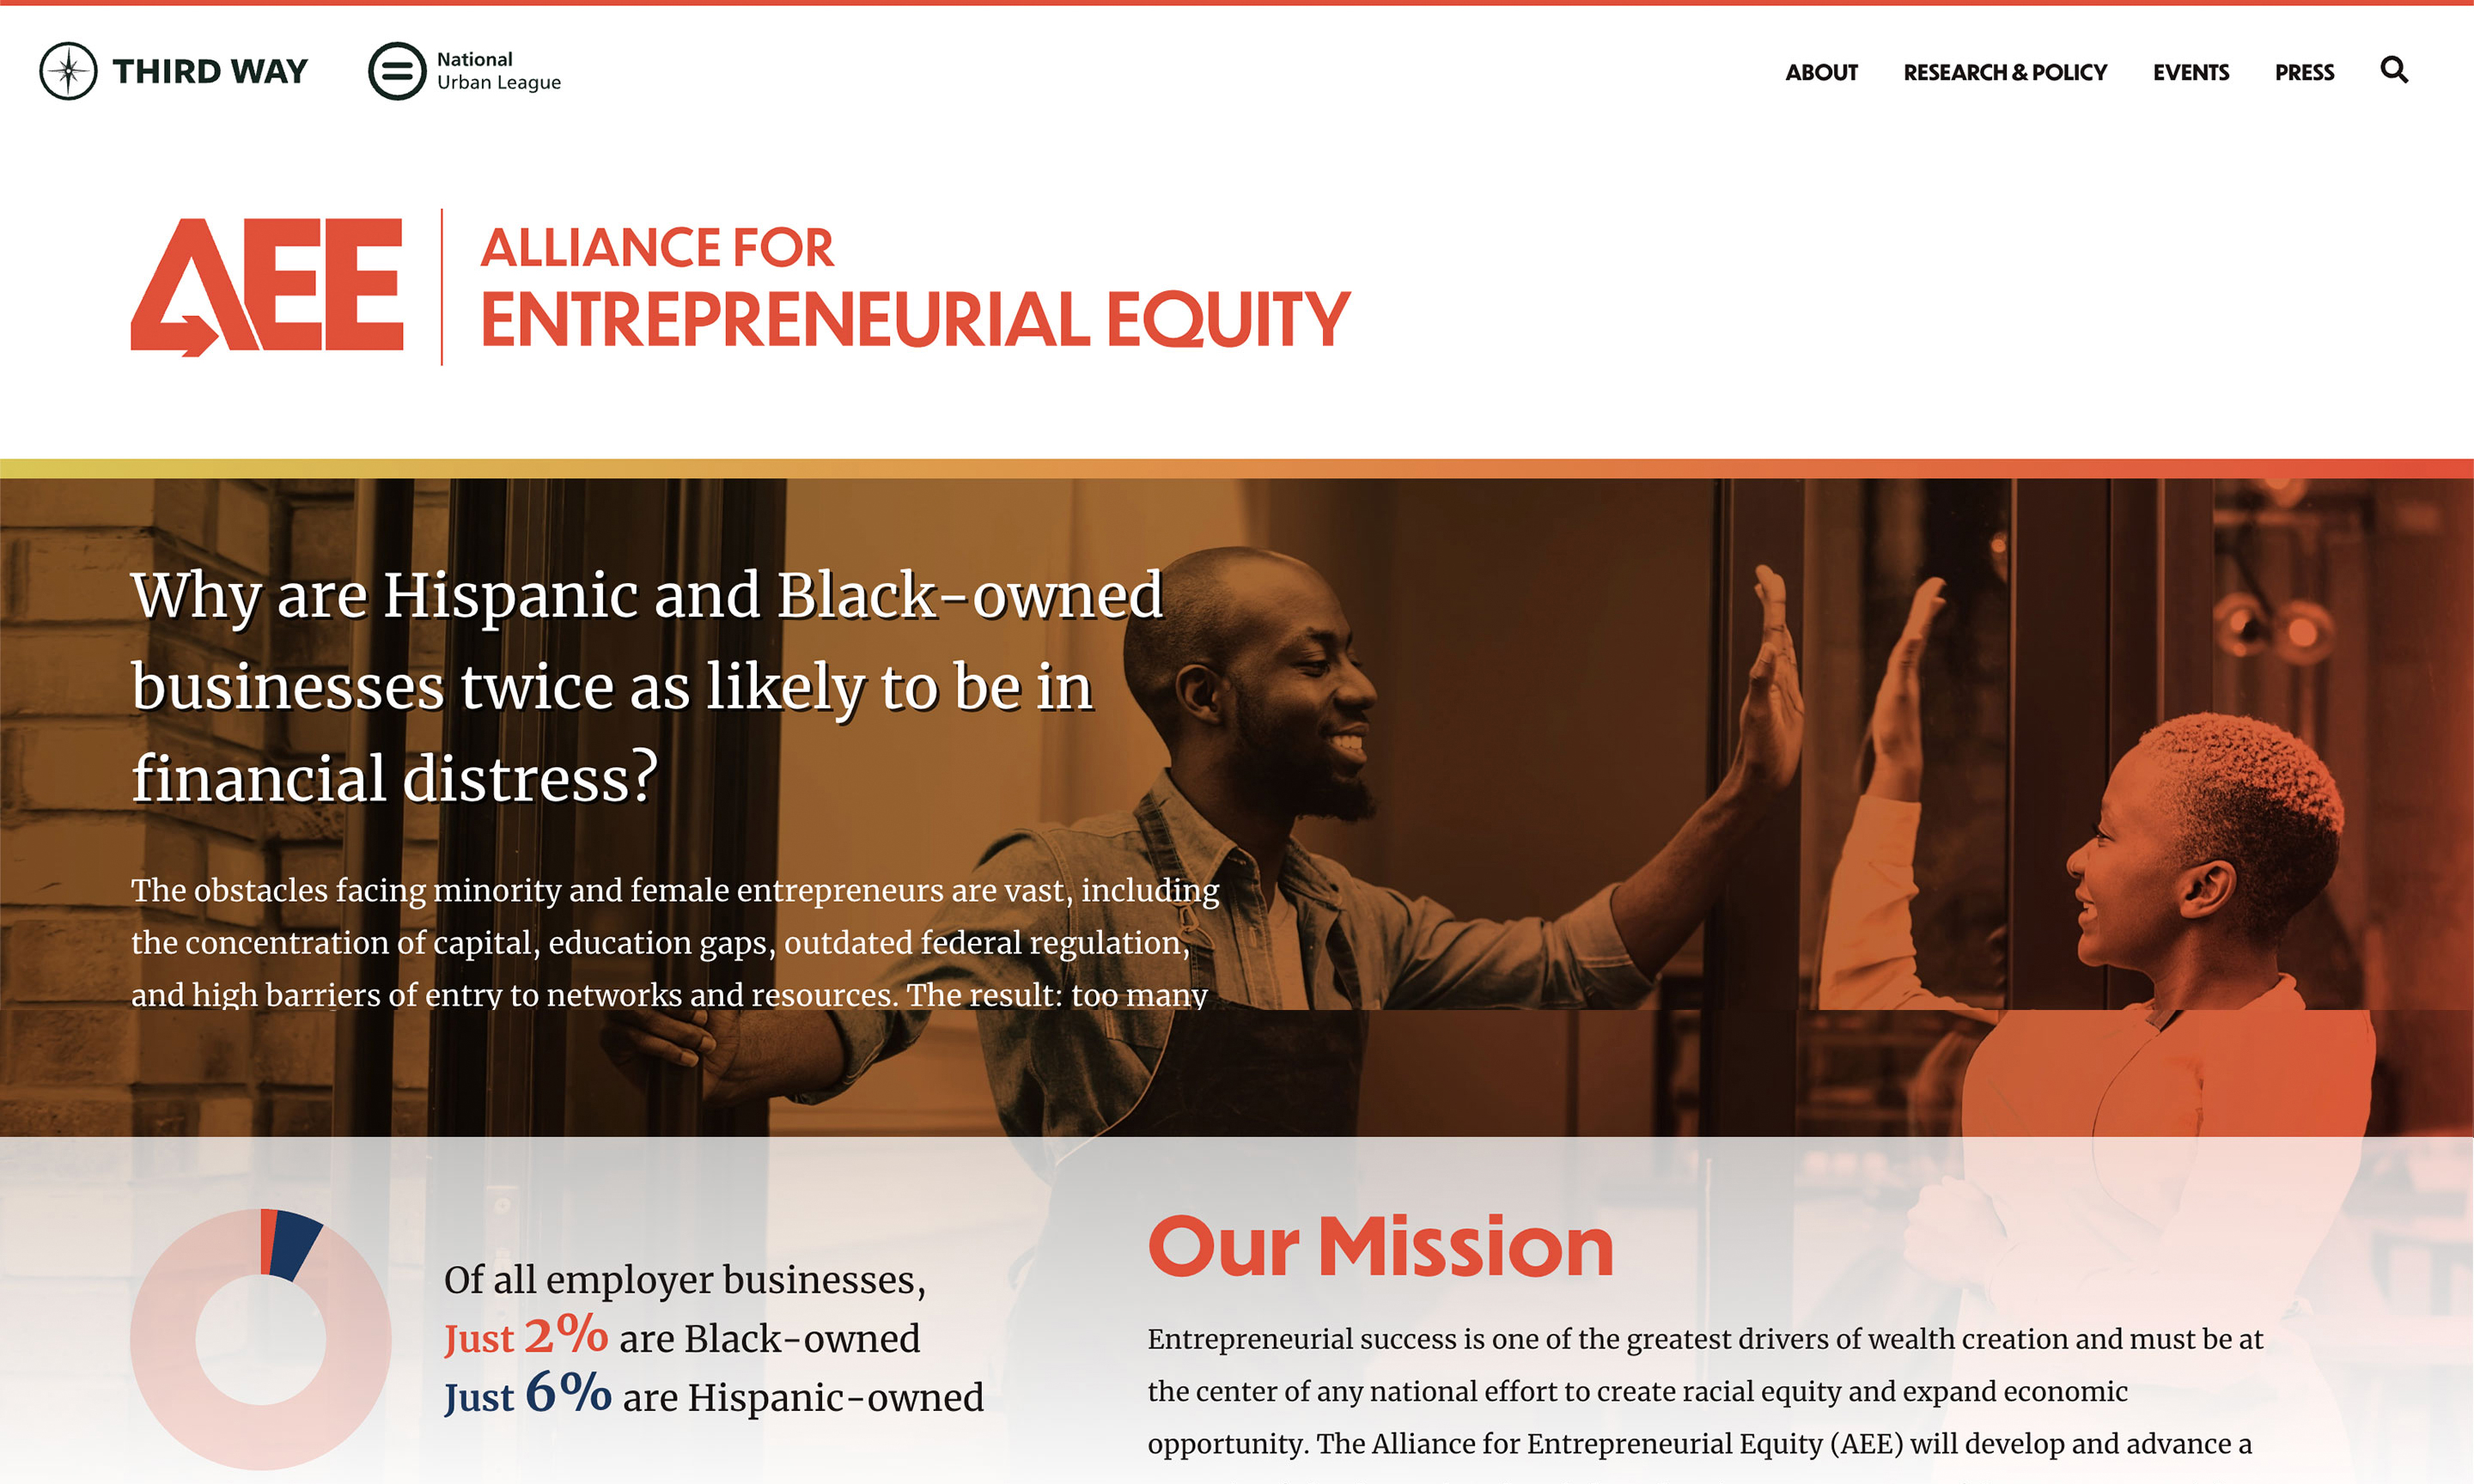 THIRD WAY
National
Urban League
ABOUT RESEARCH & POLICY EVENTS PRESS
AEE
ALLIANCE FOR
ENTREPRENEURIAL EQUITY
Why are Hispanic and Black-owned
businesses twice as likely to be in
financial distress?
The obstacles facing minority and female entrepreneurs are vast, including
the concentration of capital, education gaps, outdated federal regulation,
and high barriers of entry to networks and resources. The result: too many
Of all employer businesses,
Just 2% are Black-owned
Just 6% are Hispanic-owned
Our Mission
Entrepreneurial success is one of the greatest drivers of wealth creation and must be at
the center of any national effort to create racial equity and expand economic
opportunity. The Alliance for Entrepreneurial Equity (AEE) will develop and advance a